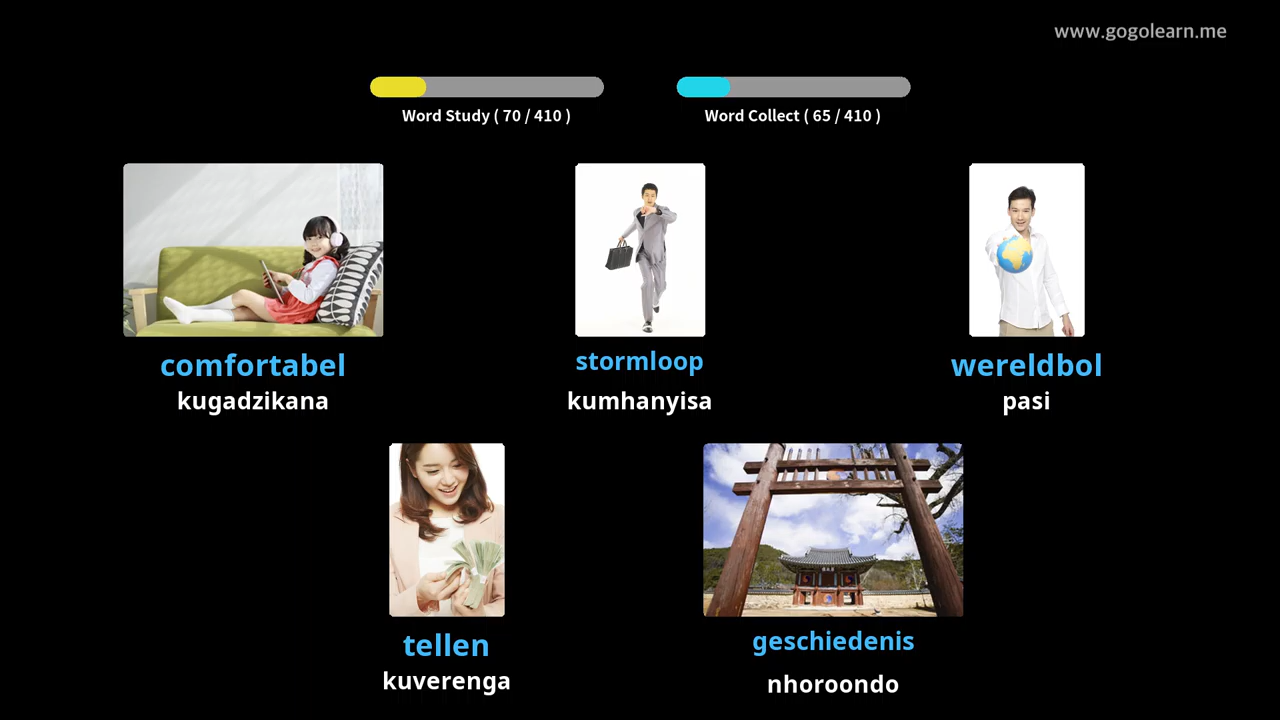 www.gogolearn.me
Word Study ( 70 / 410 )
Word Collect ( 65 / 410 )
comfortabel
kugadzikana
stormloop
kumhanyisa
wereldbol
pasi
tellen
kuverenga
geschiedenis
nhoroondo